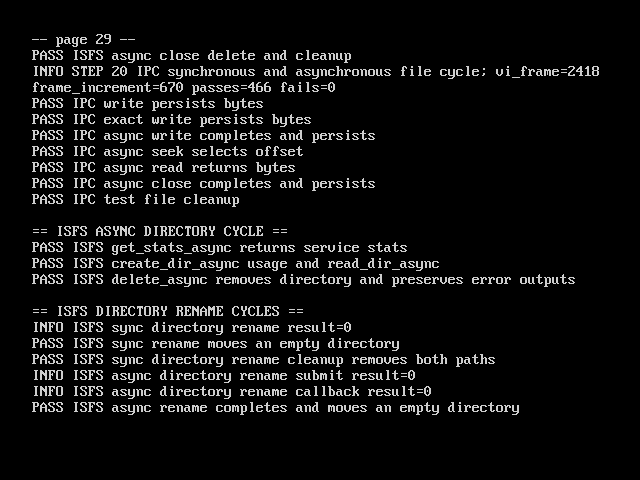 -- page 29 --
PASS ISFS async close delete and cleanup
INFO STEP 20 IPC synchronous and asynchronous file cycle; vi_frame=2418
frame_increment=670 passes=466 fails=0
PASS IPC write persists bytes
PASS IPC exact write persists bytes
PASS IPC async write completes and persists
PASS IPC async seek selects offset
PASS IPC async read returns bytes
PASS IPC async close completes and persists
PASS IPC test file cleanup
== ISFS ASYNC DIRECTORY CYCLE ==
PASS ISFS get_stats_async returns service stats
PASS ISFS create_dir_async usage and read_dir_async
PASS ISFS delete_async removes directory and preserves error outputs
== ISFS DIRECTORY RENAME CYCLES ==
INFO ISFS sync directory rename result=0
PASS ISFS sync rename moves an empty directory
PASS ISFS sync directory rename cleanup removes both paths
INFO ISFS async directory rename submit result=0
INFO ISFS async directory rename callback result=0
PASS ISFS async rename completes and moves an empty directory